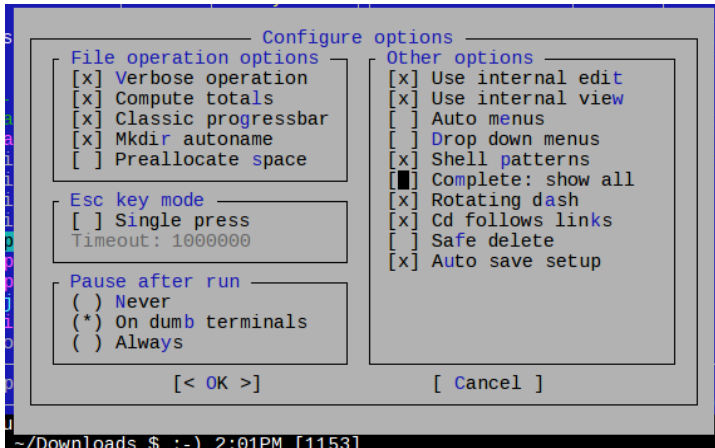 Configure options
File operation options
[x] Verbose operation
[x] Compute totals
[x] Classic progressbar
[x] Mkdir autoname
[ ] Preallocate space
Esc key mode
[ ] Single press
Timeout: 1000000
Pause after run
( ) Never
(*) On dumb terminals
( ) Always
Other options
[x] Use internal edit
[x] Use internal view
[ ] Auto menus
[ ] Drop down menus
[x] Shell patterns
[ ] Complete: show all
[x] Rotating dash
[x] Cd follows links
[ ] Safe delete
[x] Auto save setup
[< OK >]
[ Cancel ]
~/Downloads $ :-) 2:01PM [1153]